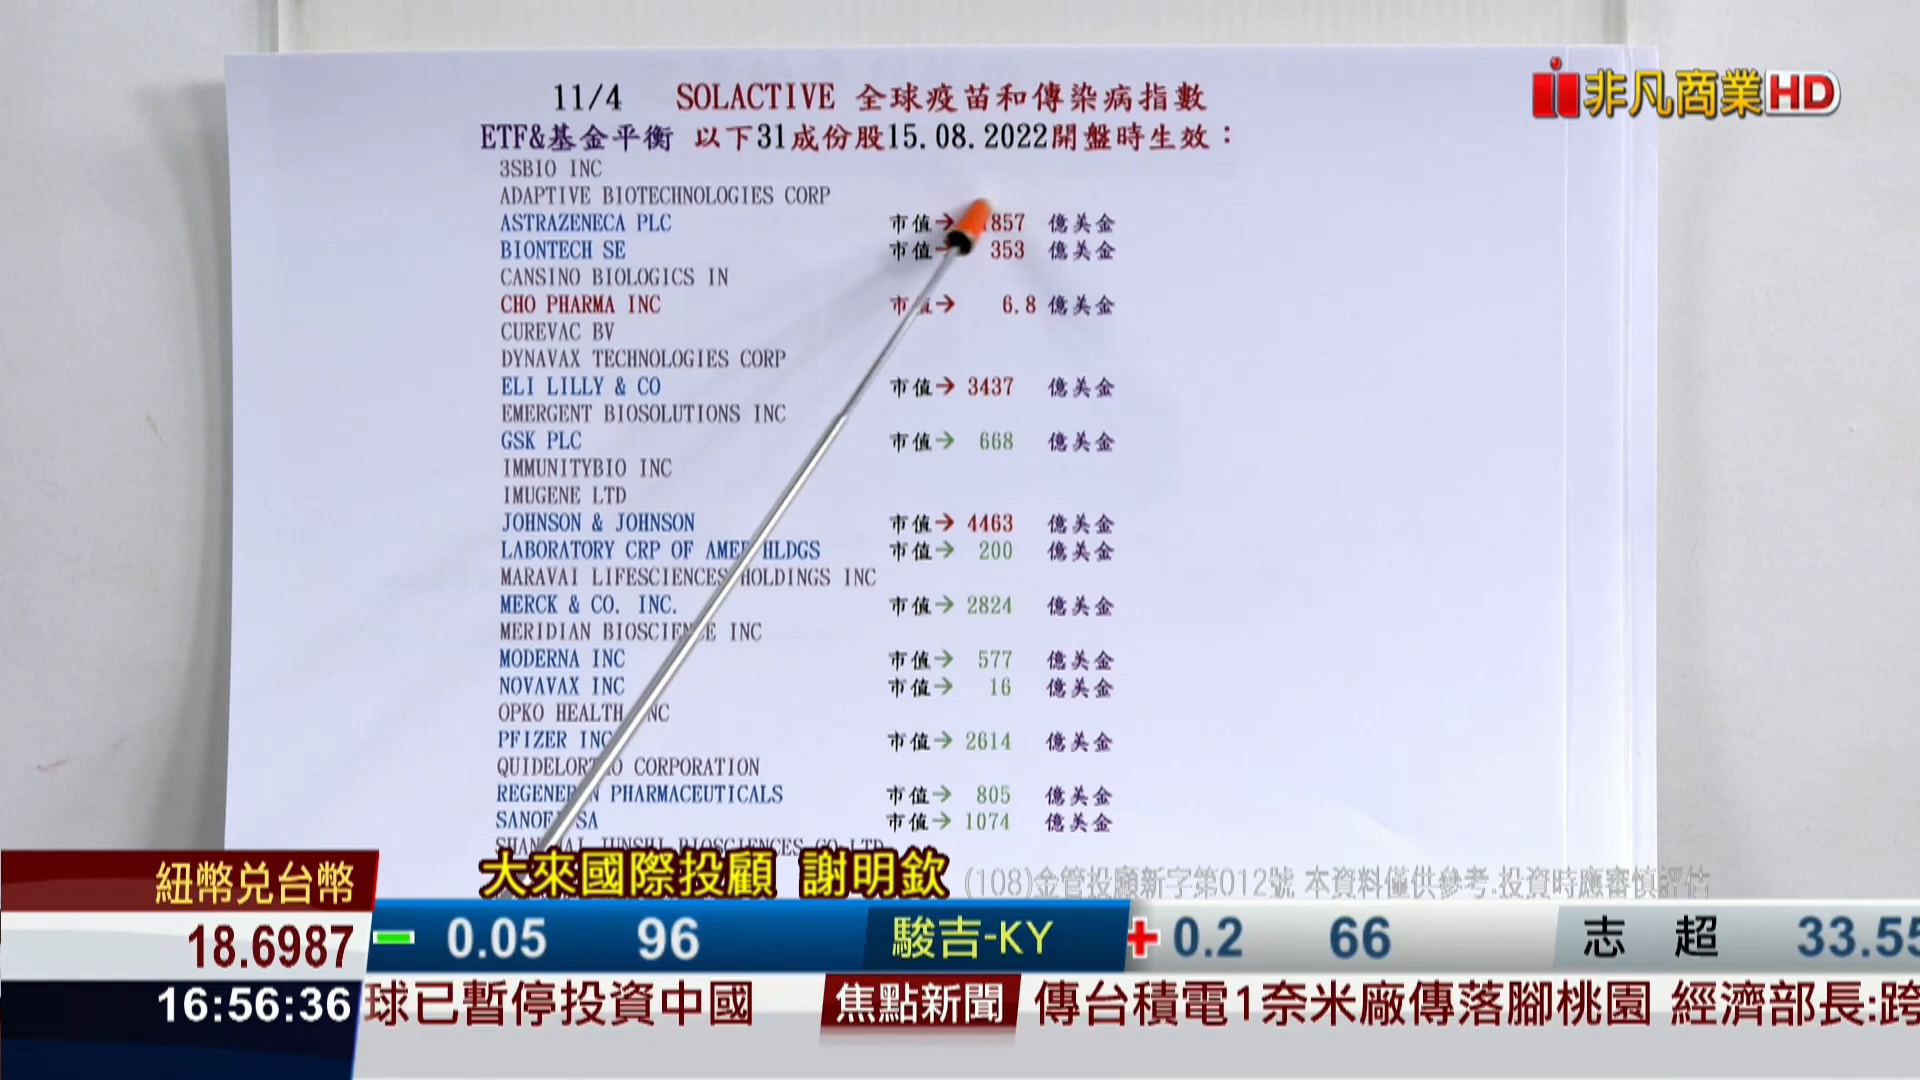 非凡商業HD
11/4 SOLACTIVE 全球疫苗和傳染病指數
ETF&基金平衡 以下31成份股15.08.2022開盤時生效：
3SBIO INC
ADAPTIVE BIOTECHNOLOGIES CORP
ASTRAZENECA PLC 市值→ 857 億美金
BIONTECH SE 市值→ 353 億美金
CANSINO BIOLOGICS IN
CHO PHARMA INC 市值→ 6.8 億美金
CUREVAC BV
DYNAVAX TECHNOLOGIES CORP
ELI LILLY & CO 市值→ 3437 億美金
EMERGENT BIOSOLUTIONS INC
GSK PLC 市值→ 668 億美金
IMMUNITYBIO INC
IMUGENE LTD
JOHNSON & JOHNSON 市值→ 4463 億美金
LABORATORY CRP OF AMER HLDGS 市值→ 200 億美金
MARAVAI LIFESCIENCES HOLDINGS INC
MERCK & CO. INC. 市值→ 2824 億美金
MERIDIAN BIOSCIENCE INC
MODERNA INC 市值→ 577 億美金
NOVAVAX INC 市值→ 16 億美金
OPKO HEALTH INC
PFIZER INC 市值→ 2614 億美金
QUIDELORTHO CORPORATION
REGENERON PHARMACEUTICALS 市值→ 805 億美金
SANOFI SA 市值→ 1074 億美金
SHANGHAI JUNSHI BIOSCIENCES CO LTD
大來國際投顧 謝明欽 (108)金管投顧新字第012號 本資料僅供參考.投資時應審慎評估
紐幣兌台幣
18.6987 － 0.05 96 駿吉-KY ＋0.2 66 志 超 33.55
16:56:36 球已暫停投資中國 焦點新聞 傳台積電1奈米廠傳落腳桃園 經濟部長:跨